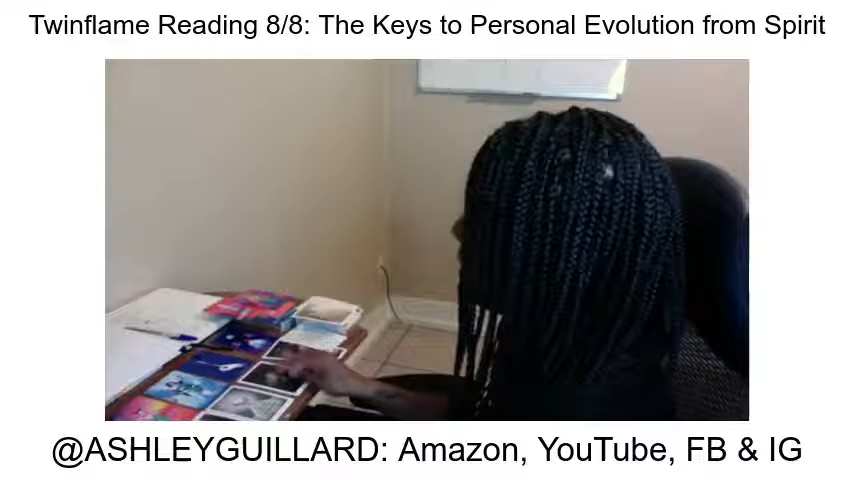 Twinflame Reading 8/8: The Keys to Personal Evolution from Spirit
@ASHLEYGUILLARD: Amazon, YouTube, FB & IG